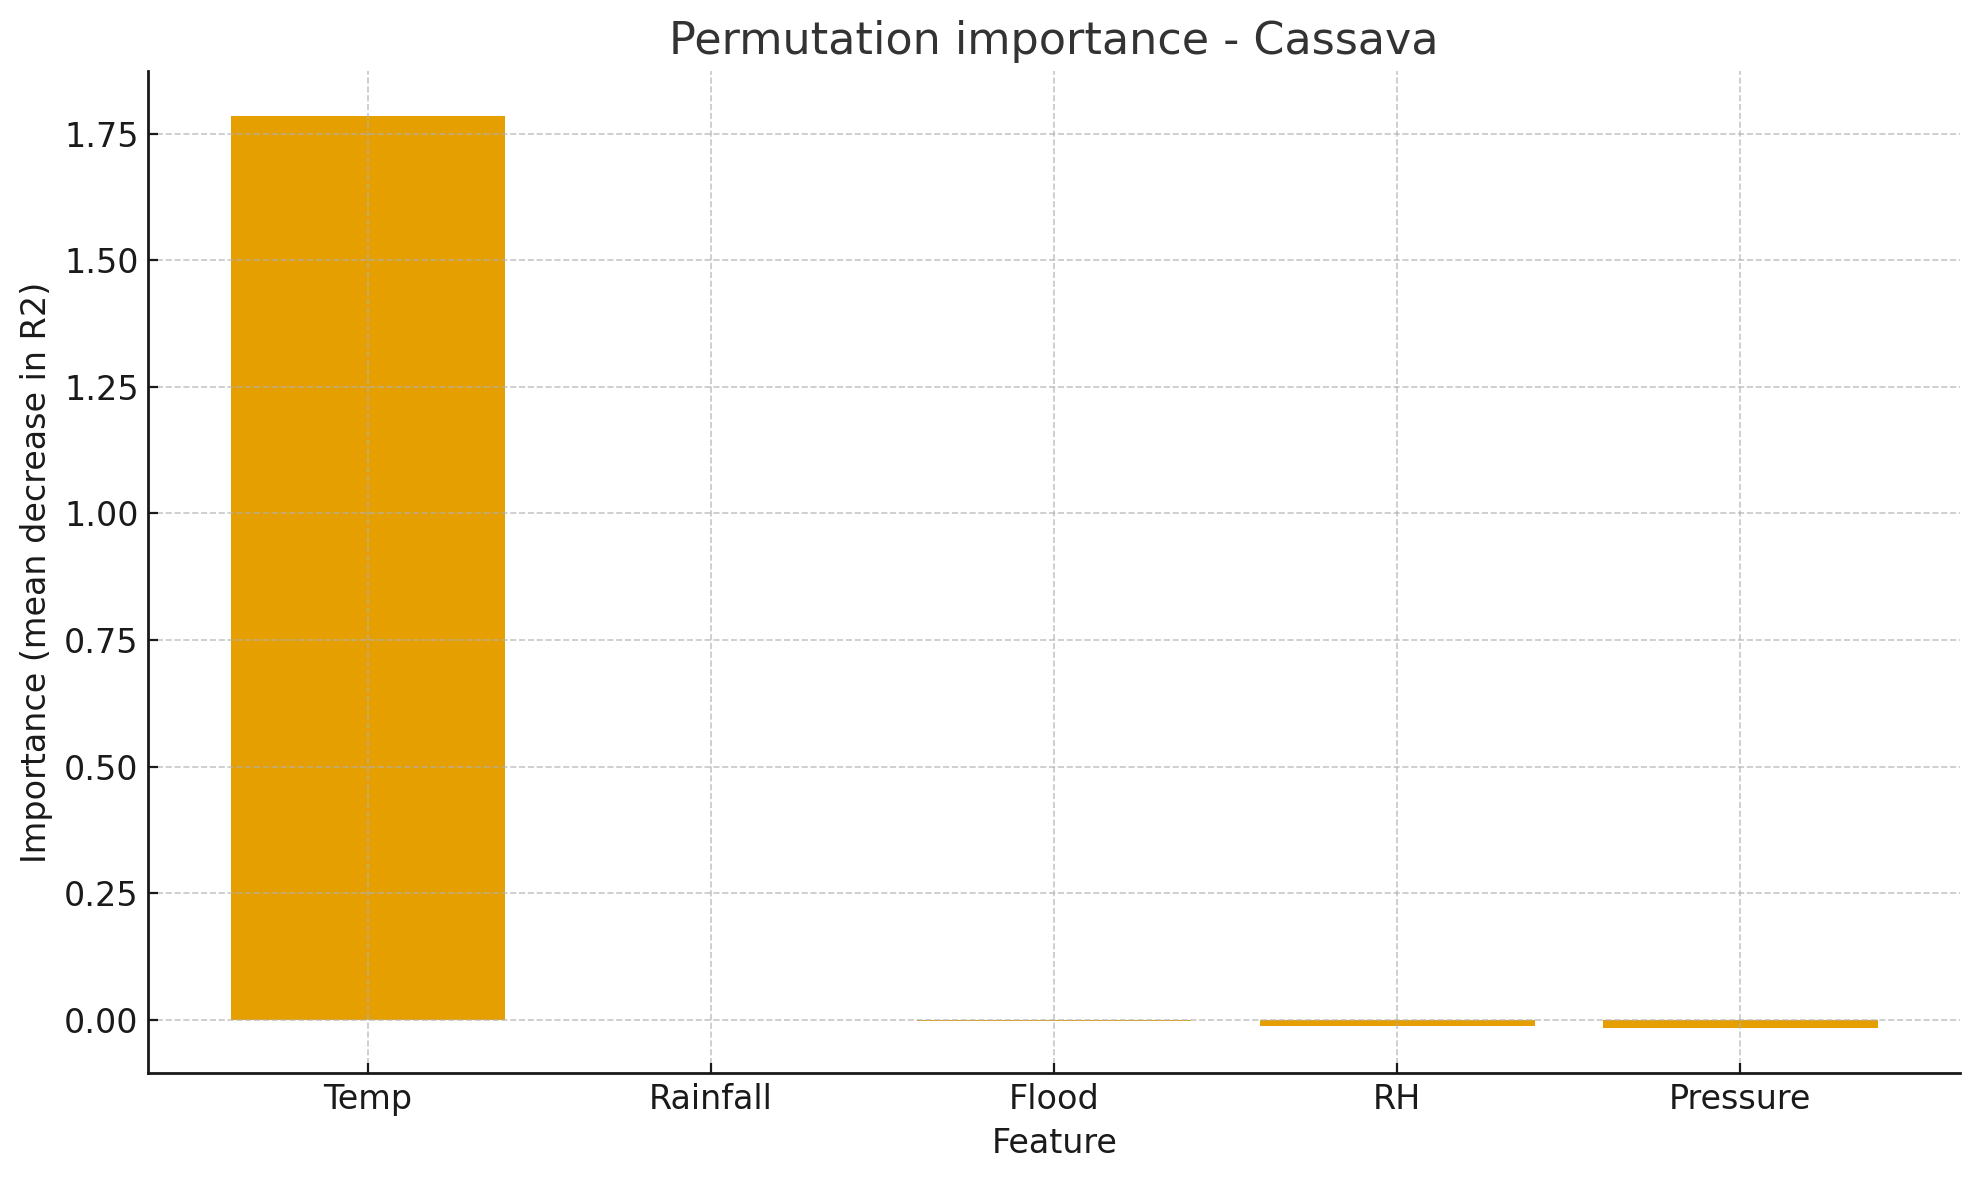 Permutation importance - Cassava
Importance (mean decrease in R2)
1.75
1.50
1.25
1.00
0.75
0.50
0.25
0.00
Temp Rainfall Flood RH Pressure
Feature